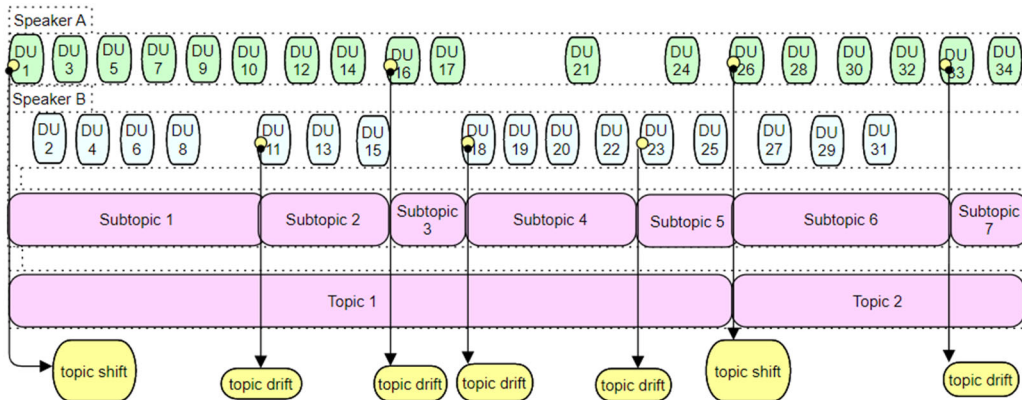 Speaker A
DU
1
DU
3
DU
5
DU
7
DU
9
DU
10
DU
12
DU
14
DU
16
DU
17
DU
21
DU
24
DU
26
DU
28
DU
30
DU
32
DU
33
DU
34
Speaker B
DU
2
DU
4
DU
6
DU
8
DU
11
DU
13
DU
15
DU
18
DU
19
DU
20
DU
22
DU
23
DU
25
DU
27
DU
29
DU
31
Subtopic 1
Subtopic 2
Subtopic
3
Subtopic 4
Subtopic 5
Subtopic 6
Subtopic
7
Topic 1
Topic 2
topic shift
topic drift
topic drift
topic drift
topic drift
topic shift
topic drift